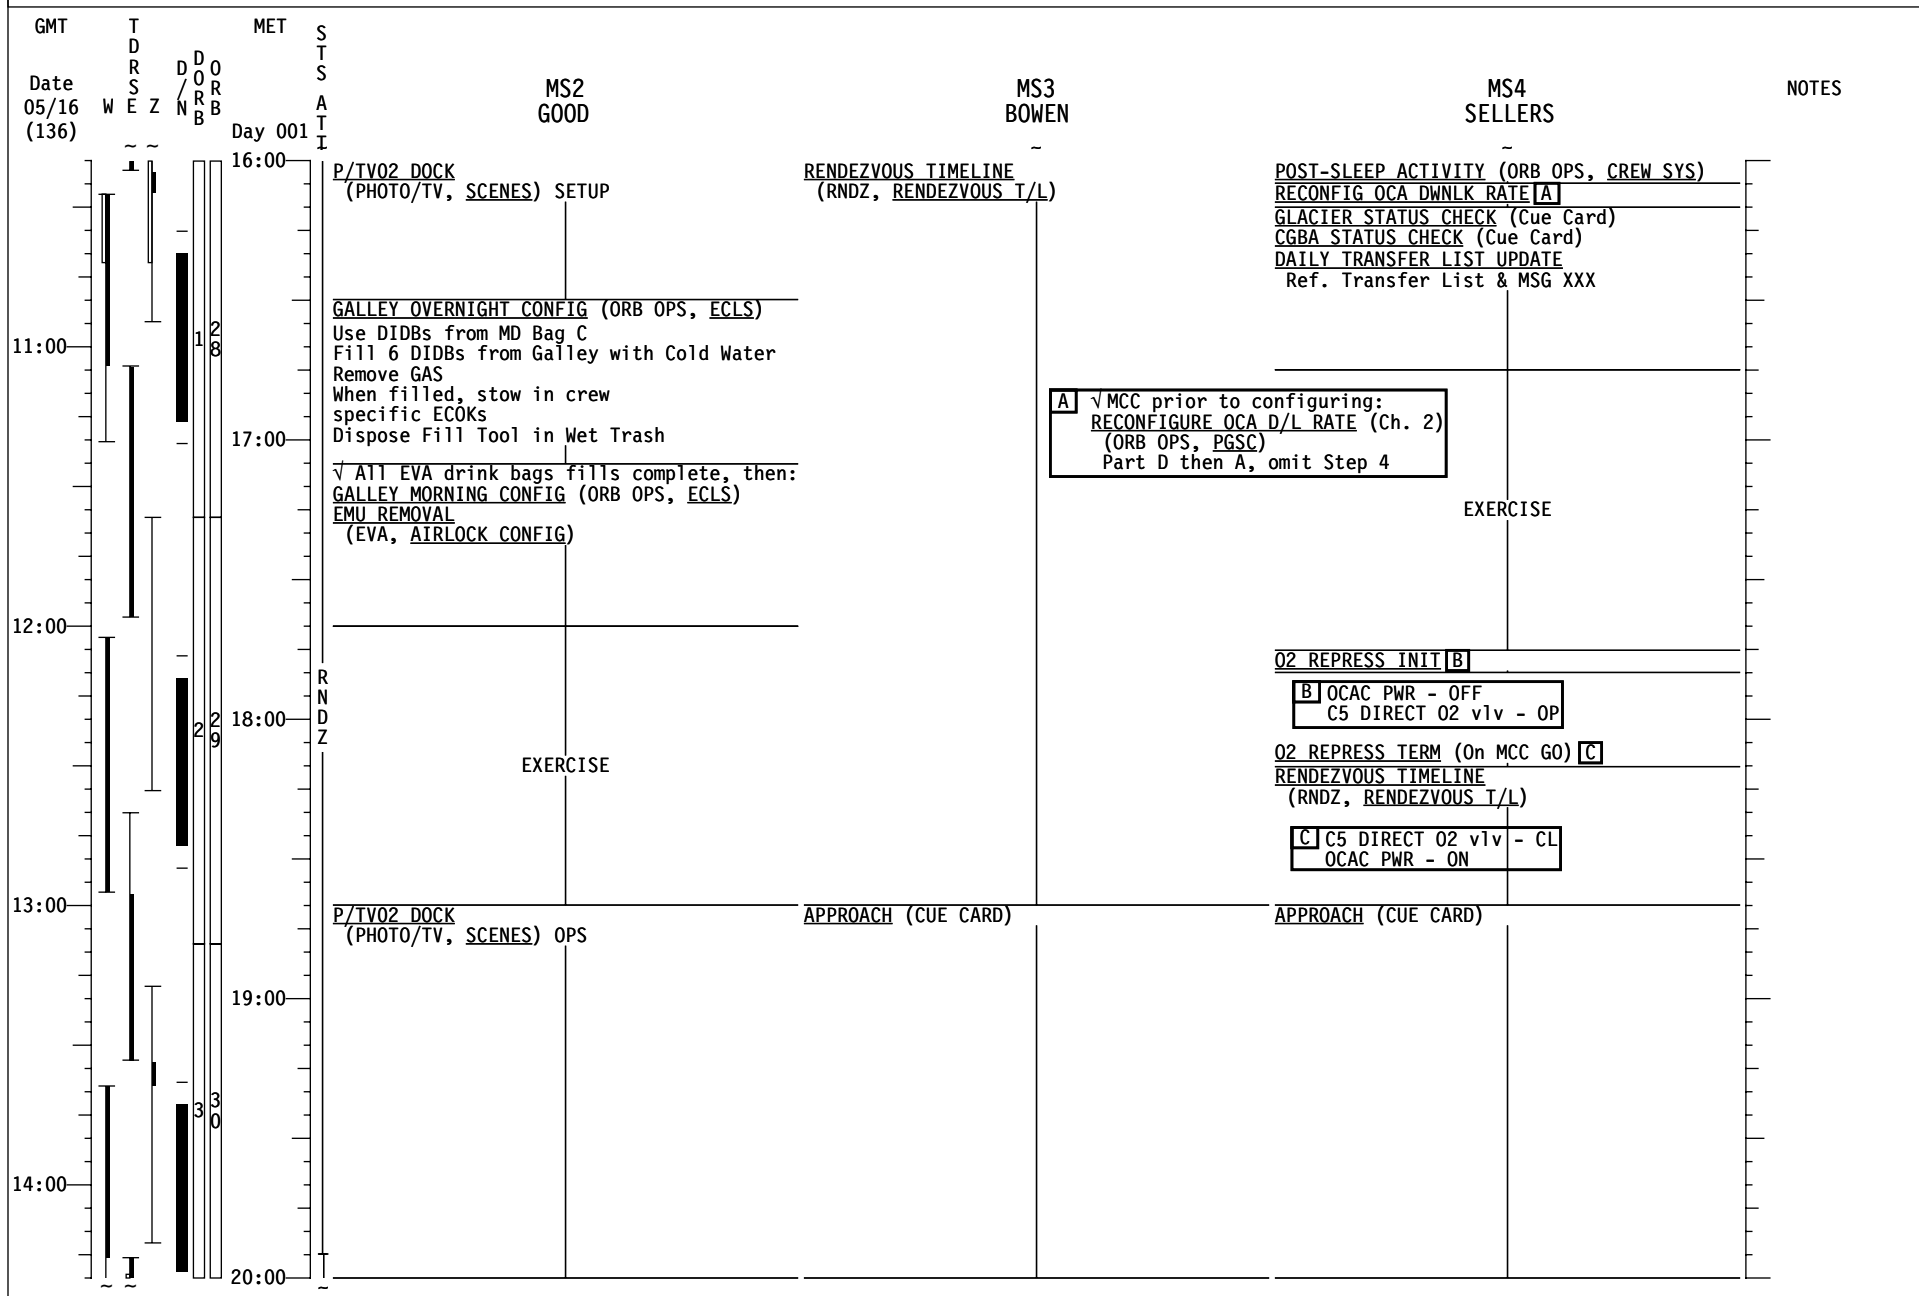 GMT
Date
05/16
(136)
TDRS
W E Z
D/N
DORB
ORB
MET
Day 001
STS ATT
MS2
GOOD
MS3
BOWEN
MS4
SELLERS
NOTES
~ ~ ~ ~
16:00
17:00
18:00
19:00
20:00
11:00
12:00
13:00
14:00
1
28
2
29
3
30
RNDZ
P/TV02 DOCK
(PHOTO/TV, SCENES) SETUP
GALLEY OVERNIGHT CONFIG (ORB OPS, ECLS)
Use DIDBs from MD Bag C
Fill 6 DIDBs from Galley with Cold Water
Remove GAS
When filled, stow in crew
specific ECOKs
Dispose Fill Tool in Wet Trash
√ All EVA drink bags fills complete, then:
GALLEY MORNING CONFIG (ORB OPS, ECLS)
EMU REMOVAL
(EVA, AIRLOCK CONFIG)
EXERCISE
P/TV02 DOCK
(PHOTO/TV, SCENES) OPS
RENDEZVOUS TIMELINE
(RNDZ, RENDEZVOUS T/L)
A √MCC prior to configuring:
RECONFIGURE OCA D/L RATE (Ch. 2)
(ORB OPS, PGSC)
Part D then A, omit Step 4
APPROACH (CUE CARD)
POST-SLEEP ACTIVITY (ORB OPS, CREW SYS)
RECONFIG OCA DWNLK RATE A
GLACIER STATUS CHECK (Cue Card)
CGBA STATUS CHECK (Cue Card)
DAILY TRANSFER LIST UPDATE
Ref. Transfer List & MSG XXX
EXERCISE
O2 REPRESS INIT B
B OCAC PWR - OFF
C5 DIRECT O2 vlv - OP
O2 REPRESS TERM (On MCC GO) C
RENDEZVOUS TIMELINE
(RNDZ, RENDEZVOUS T/L)
C C5 DIRECT O2 vlv - CL
OCAC PWR - ON
APPROACH (CUE CARD)
~ ~ ~